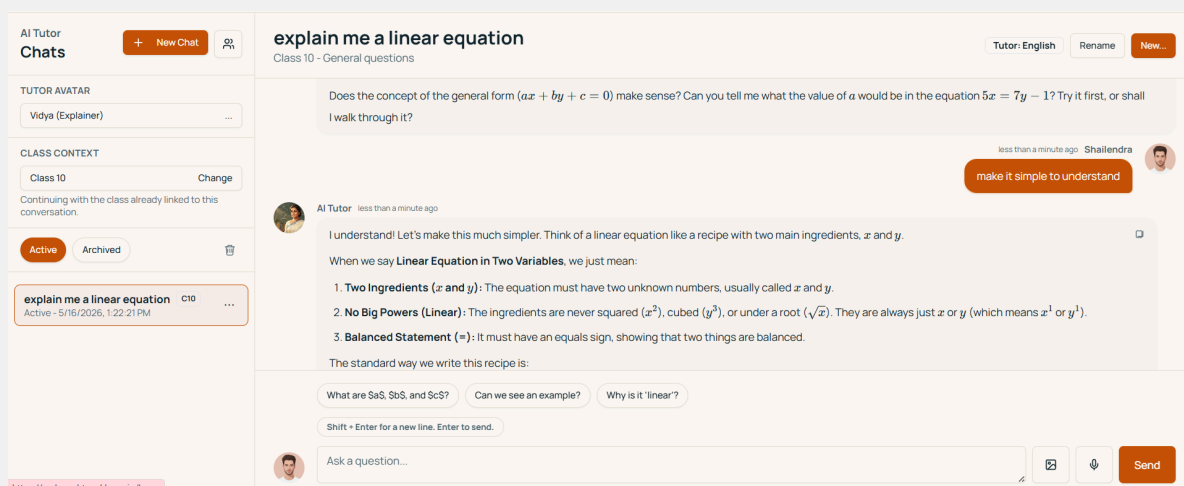 AI Tutor
Chats
+ New Chat
TUTOR AVATAR
Vidya (Explainer) ...
CLASS CONTEXT
Class 10 Change
Continuing with the class already linked to this
conversation.
Active Archived
explain me a linear equation C10 ...
Active - 5/16/2026, 1:22:21 PM
explain me a linear equation
Class 10 - General questions
Tutor: English Rename New...
Does the concept of the general form (ax + by + c = 0) make sense? Can you tell me what the value of a would be in the equation 5x = 7y − 1? Try it first, or shall
I walk through it?
less than a minute ago Shailendra
make it simple to understand
AI Tutor less than a minute ago
I understand! Let's make this much simpler. Think of a linear equation like a recipe with two main ingredients, x and y.
When we say Linear Equation in Two Variables, we just mean:
1. Two Ingredients (x and y): The equation must have two unknown numbers, usually called x and y.
2. No Big Powers (Linear): The ingredients are never squared (x²), cubed (y³), or under a root (√x). They are always just x or y (which means x¹ or y¹).
3. Balanced Statement (=): It must have an equals sign, showing that two things are balanced.
The standard way we write this recipe is:
What are $a$, $b$, and $c$? Can we see an example? Why is it 'linear'?
Shift + Enter for a new line. Enter to send.
Ask a question...
Send